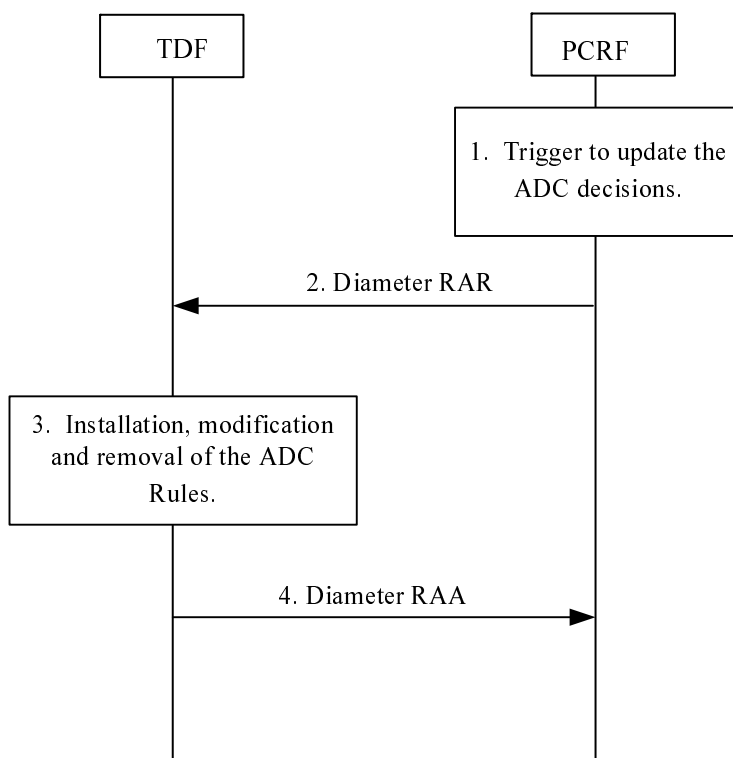 TDF
PCRF
1. Trigger to update the
ADC decisions.
2. Diameter RAR
3. Installation, modification
and removal of the ADC
Rules.
4. Diameter RAA